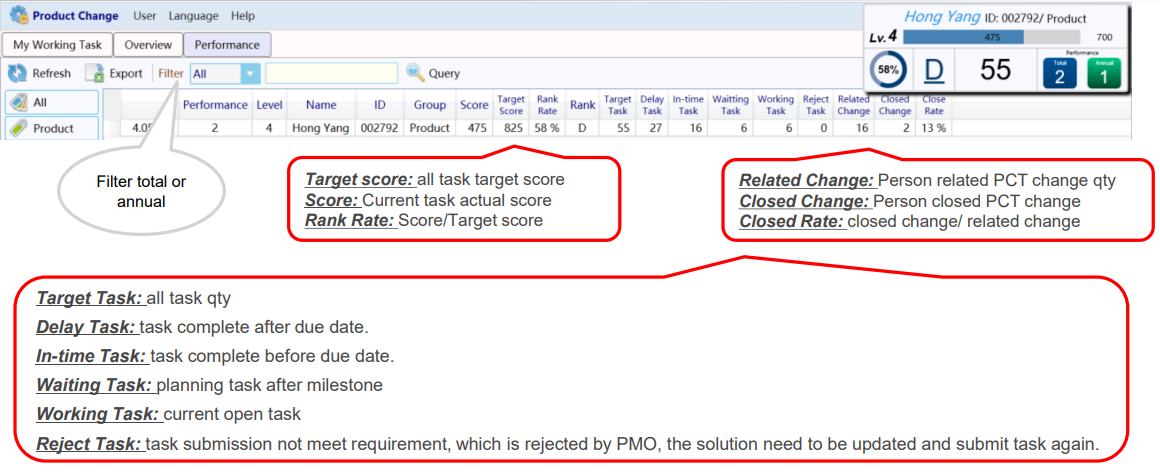 Product Change User Language Help
Hong Yang ID: 002792/ Product
Lv.4 475 700
My Working Task Overview Performance
58% D 55 Performance Total 2 Annual 1
Refresh Export Filter All Query
All
Performance Level Name ID Group Score Target Score Rank Rate Rank Target Task Delay Task In-time Task Waitting Task Working Task Reject Task Related Change Closed Change Close Rate
Product
2 4 Hong Yang 002792 Product 475 825 58 % D 55 27 16 6 6 0 16 2 13 %
Filter total or
annual
Target score: all task target score
Score: Current task actual score
Rank Rate: Score/Target score
Related Change: Person related PCT change qty
Closed Change: Person closed PCT change
Closed Rate: closed change/ related change
Target Task: all task qty
Delay Task: task complete after due date.
In-time Task: task complete before due date.
Waiting Task: planning task after milestone
Working Task: current open task
Reject Task: task submission not meet requirement, which is rejected by PMO, the solution need to be updated and submit task again.